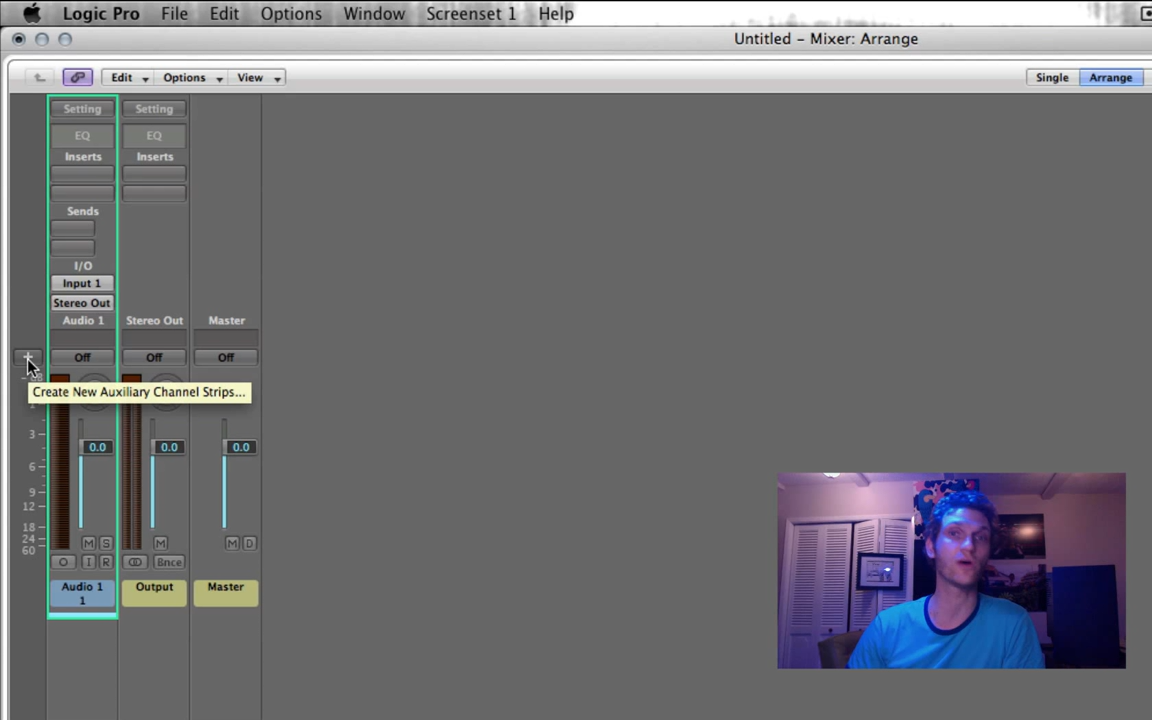 Logic Pro File Edit Options Window Screenset 1 Help
Untitled – Mixer: Arrange
Edit Options View Single Arrange
Setting Setting
EQ EQ
Inserts Inserts
Sends
I/O
Input 1
Stereo Out
Audio 1 Stereo Out Master
+ Off Off Off
Create New Auxiliary Channel Strips...
3
0.0 0.0 0.0
6
9
12
18
24
60
M S M M D
I R Bnce
Audio 1 Output Master
1